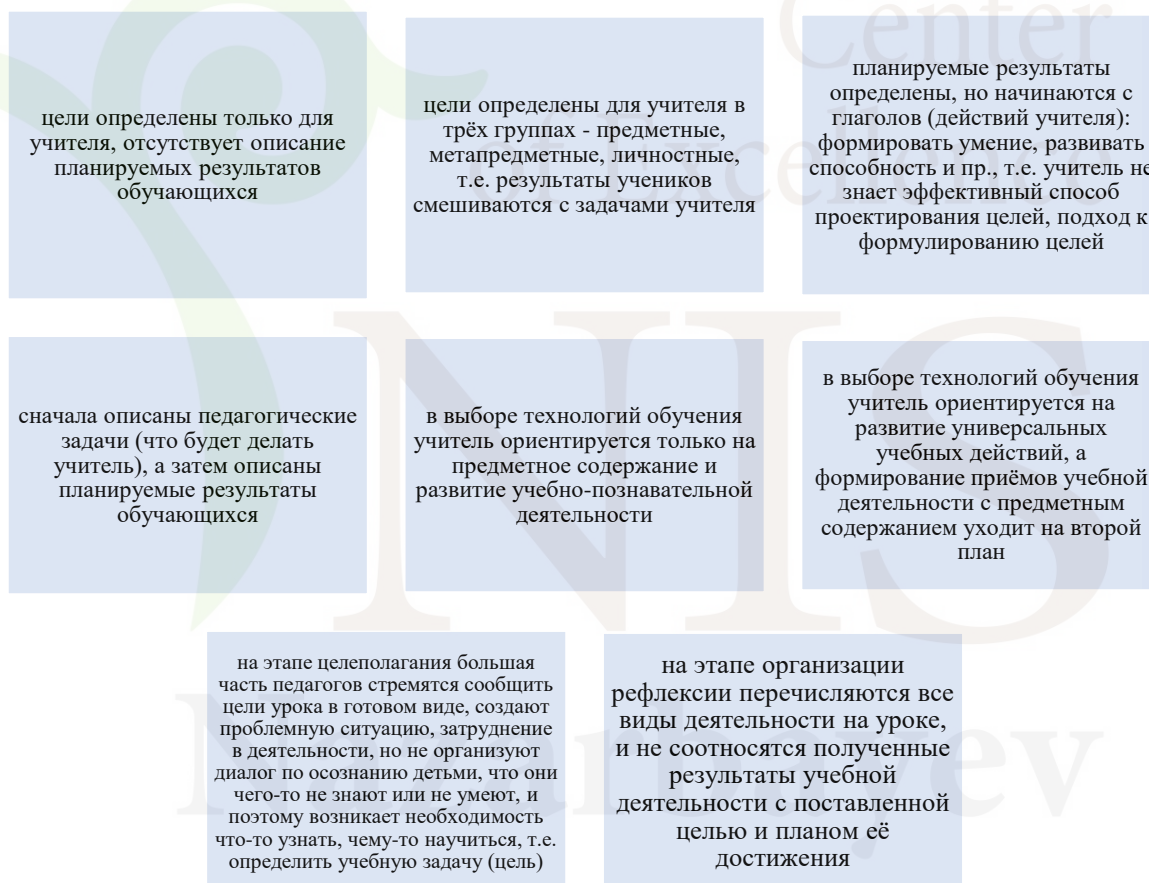 Center
of Excellence
NIS
Nazarbayev
цели определены только для
учителя, отсутствует описание
планируемых результатов
обучающихся
цели определены для учителя в
трёх группах - предметные,
метапредметные, личностные,
т.е. результаты учеников
смешиваются с задачами учителя
планируемые результаты
определены, но начинаются с
глаголов (действий учителя):
формировать умение, развивать
способность и пр., т.е. учитель не
знает эффективный способ
проектирования целей, подход к
формулированию целей
сначала описаны педагогические
задачи (что будет делать
учитель), а затем описаны
планируемые результаты
обучающихся
в выборе технологий обучения
учитель ориентируется только на
предметное содержание и
развитие учебно-познавательной
деятельности
в выборе технологий обучения
учитель ориентируется на
развитие универсальных
учебных действий, а
формирование приёмов учебной
деятельности с предметным
содержанием уходит на второй
план
на этапе целеполагания большая
часть педагогов стремятся сообщить
цели урока в готовом виде, создают
проблемную ситуацию, затруднение
в деятельности, но не организуют
диалог по осознанию детьми, что они
чего-то не знают или не умеют, и
поэтому возникает необходимость
что-то узнать, чему-то научиться, т.е.
определить учебную задачу (цель)
на этапе организации
рефлексии перечисляются все
виды деятельности на уроке,
и не соотносятся полученные
результаты учебной
деятельности с поставленной
целью и планом её
достижения